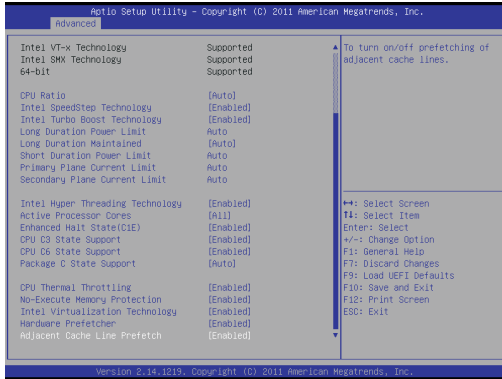 Aptio Setup Utility – Copyright (C) 2011 American Megatrends, Inc.
Advanced
Intel VT-x Technology Supported
Intel SMX Technology Supported
64-bit Supported
CPU Ratio [Auto]
Intel SpeedStep Technology [Enabled]
Intel Turbo Boost Technology [Enabled]
Long Duration Power Limit Auto
Long Duration Maintained [Auto]
Short Duration Power Limit Auto
Primary Plane Current Limit Auto
Secondary Plane Current Limit Auto
Intel Hyper Threading Technology [Enabled]
Active Processor Cores [All]
Enhanced Halt State(C1E) [Enabled]
CPU C3 State Support [Enabled]
CPU C6 State Support [Enabled]
Package C State Support [Auto]
CPU Thermal Throttling [Enabled]
No-Execute Memory Protection [Enabled]
Intel Virtualization Technology [Enabled]
Hardware Prefetcher [Enabled]
Adjacent Cache Line Prefetch [Enabled]
To turn on/off prefetching of
adjacent cache lines.
↔: Select Screen
↑↓: Select Item
Enter: Select
+/-: Change Option
F1: General Help
F7: Discard Changes
F9: Load UEFI Defaults
F10: Save and Exit
F12: Print Screen
ESC: Exit
Version 2.14.1219. Copyright (C) 2011 American Megatrends, Inc.